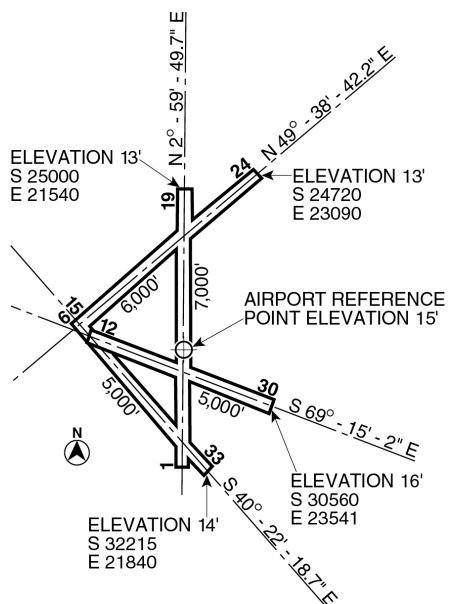 N 2° - 59' - 49.7" E
N 49° - 38' - 42.2" E
ELEVATION 13'
S 25000
E 21540
19
24
ELEVATION 13'
S 24720
E 23090
6,000'
7,000'
AIRPORT REFERENCE
POINT ELEVATION 15'
15
6
12
5,000'
5,000'
30
S 69° - 15' - 2" E
N
1
33
ELEVATION 16'
S 30560
E 23541
ELEVATION 14'
S 32215
E 21840
S 40° - 22' - 18.7" E